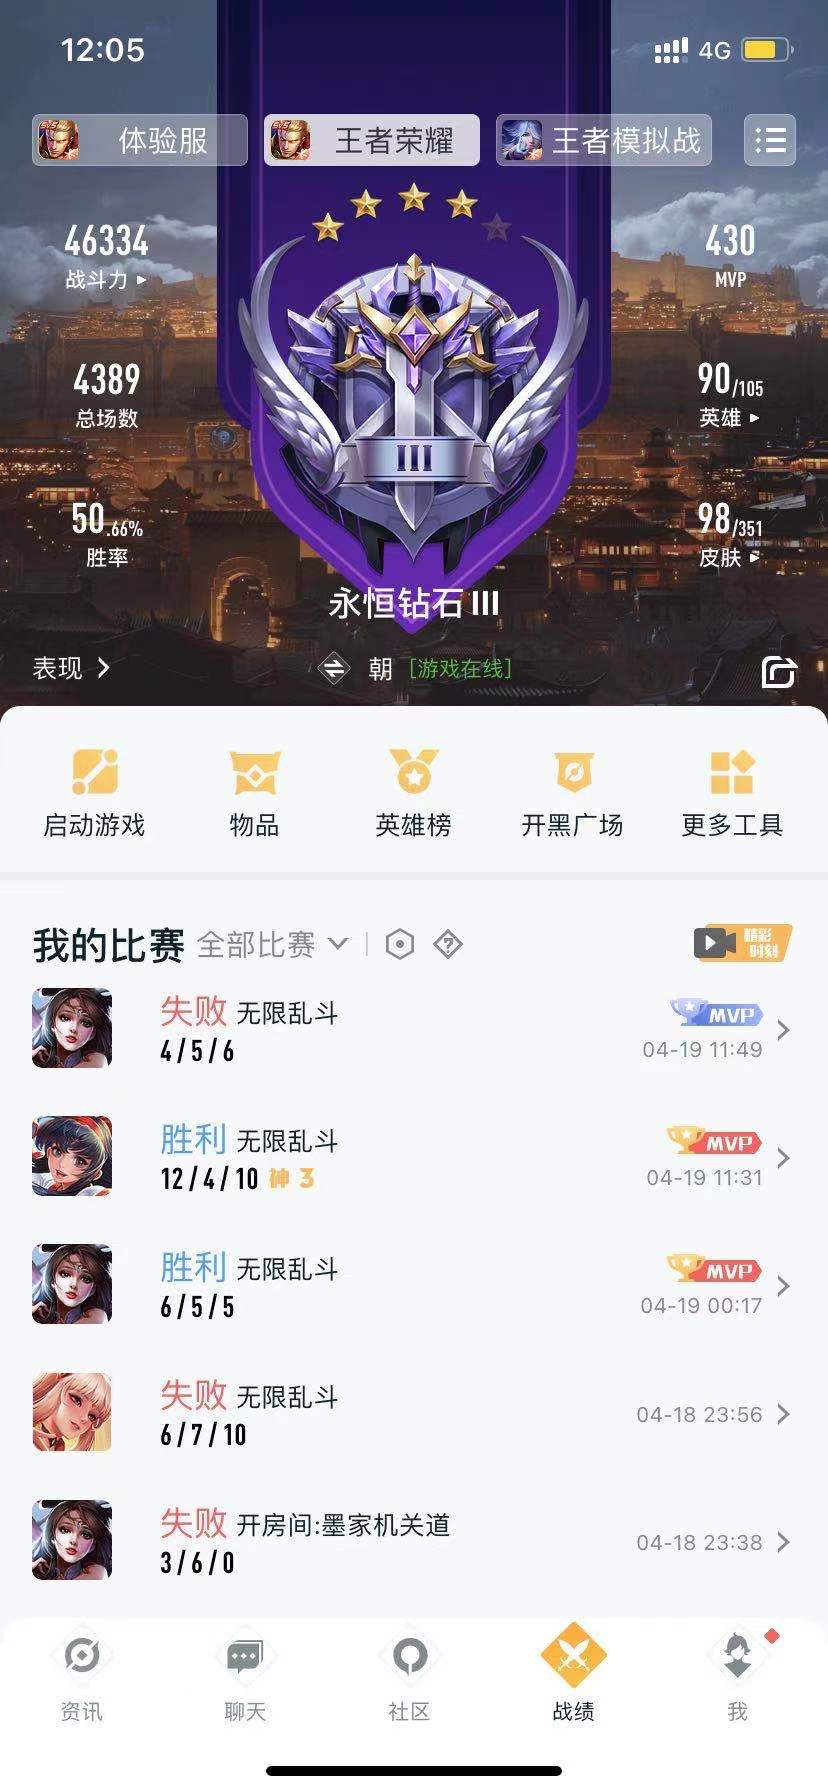 12:05 4G
体验服 王者荣耀 王者模拟战
46334
战斗力
430
MVP
4389
总场数
90/105
英雄
III
50.66%
胜率
98/351
皮肤
永恒钻石III
表现 朝 [游戏在线]
启动游戏 物品 英雄榜 开黑广场 更多工具
我的比赛 全部比赛 精彩时刻
失败 无限乱斗 MVP
4/5/6 04-19 11:49
胜利 无限乱斗 MVP
12/4/10 神 3 04-19 11:31
胜利 无限乱斗 MVP
6/5/5 04-19 00:17
失败 无限乱斗
6/7/10 04-18 23:56
失败 开房间:墨家机关道
3/6/0 04-18 23:38
资讯 聊天 社区 战绩 我